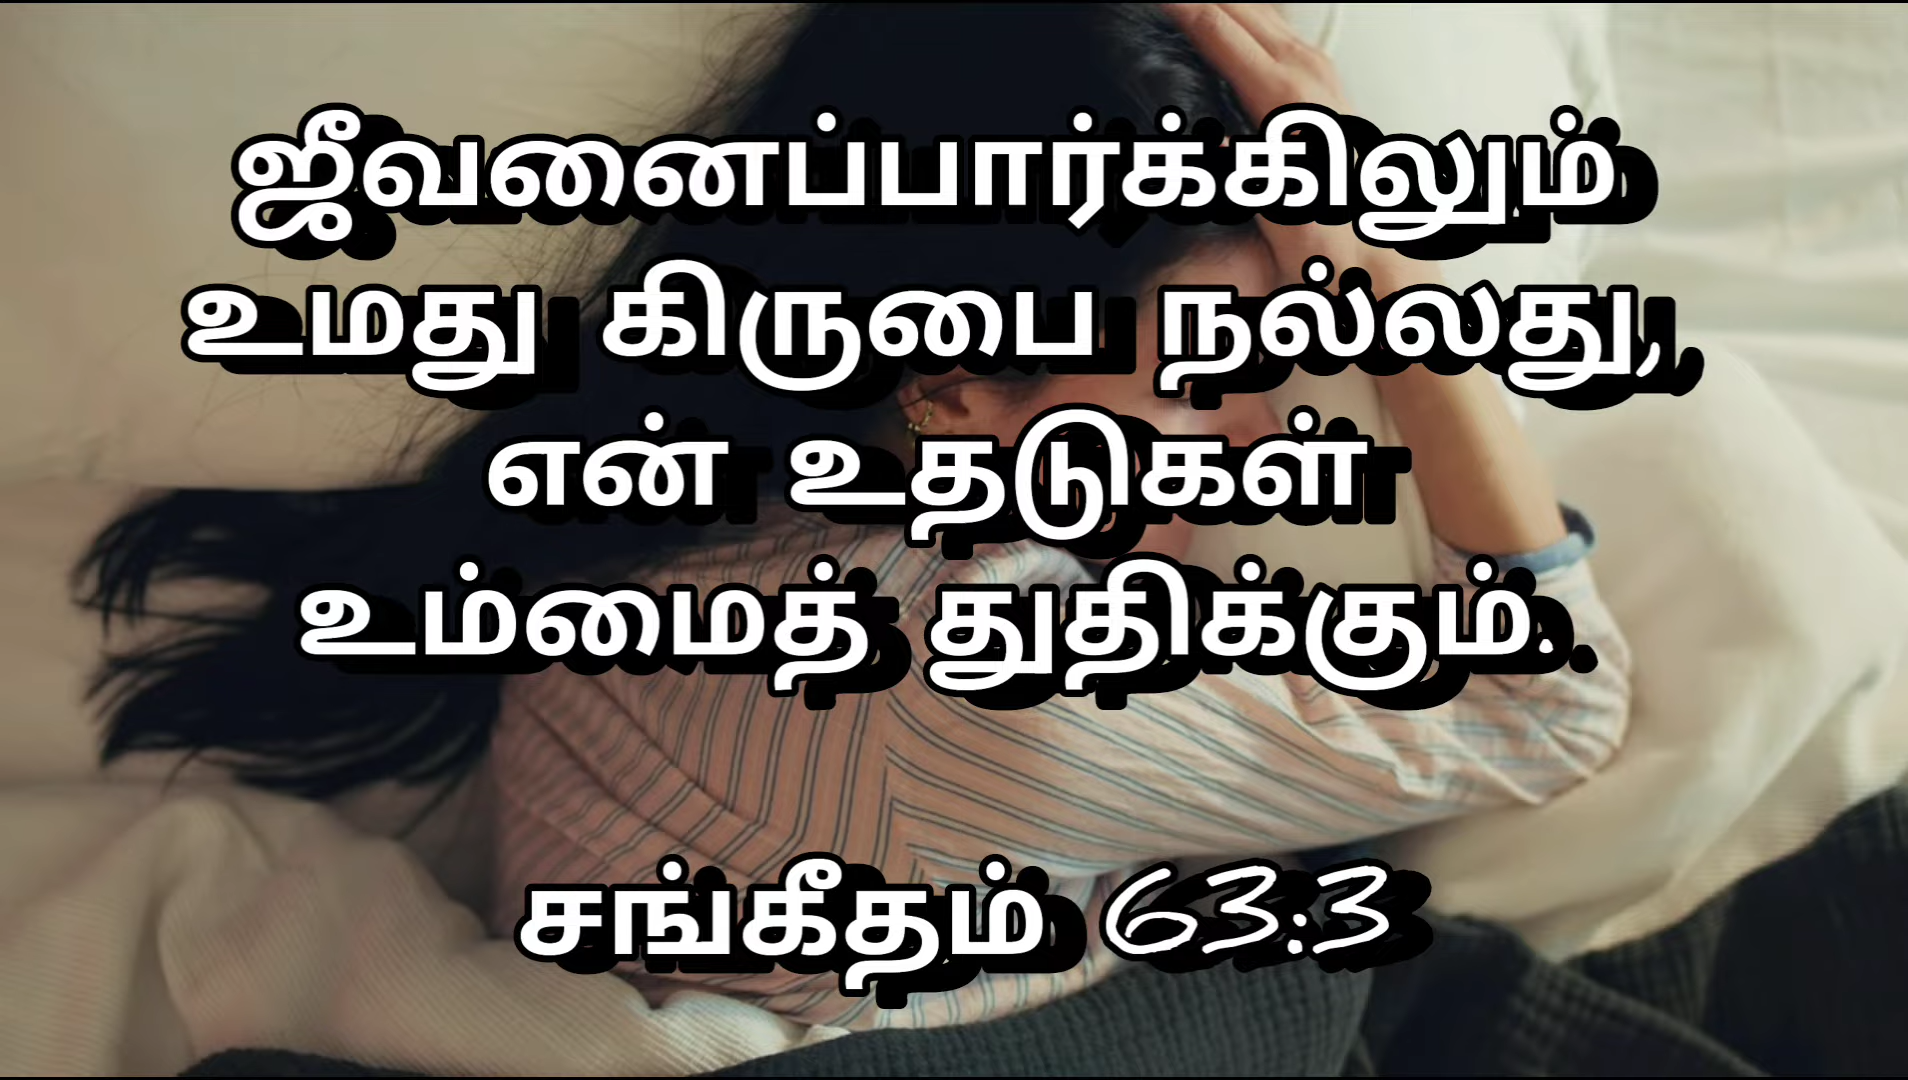 ஜீவனைப்பார்க்கிலும்
உமது கிருபை நல்லது,
என் உதடுகள்
உம்மைத் துதிக்கும்.
சங்கீதம் 63:3